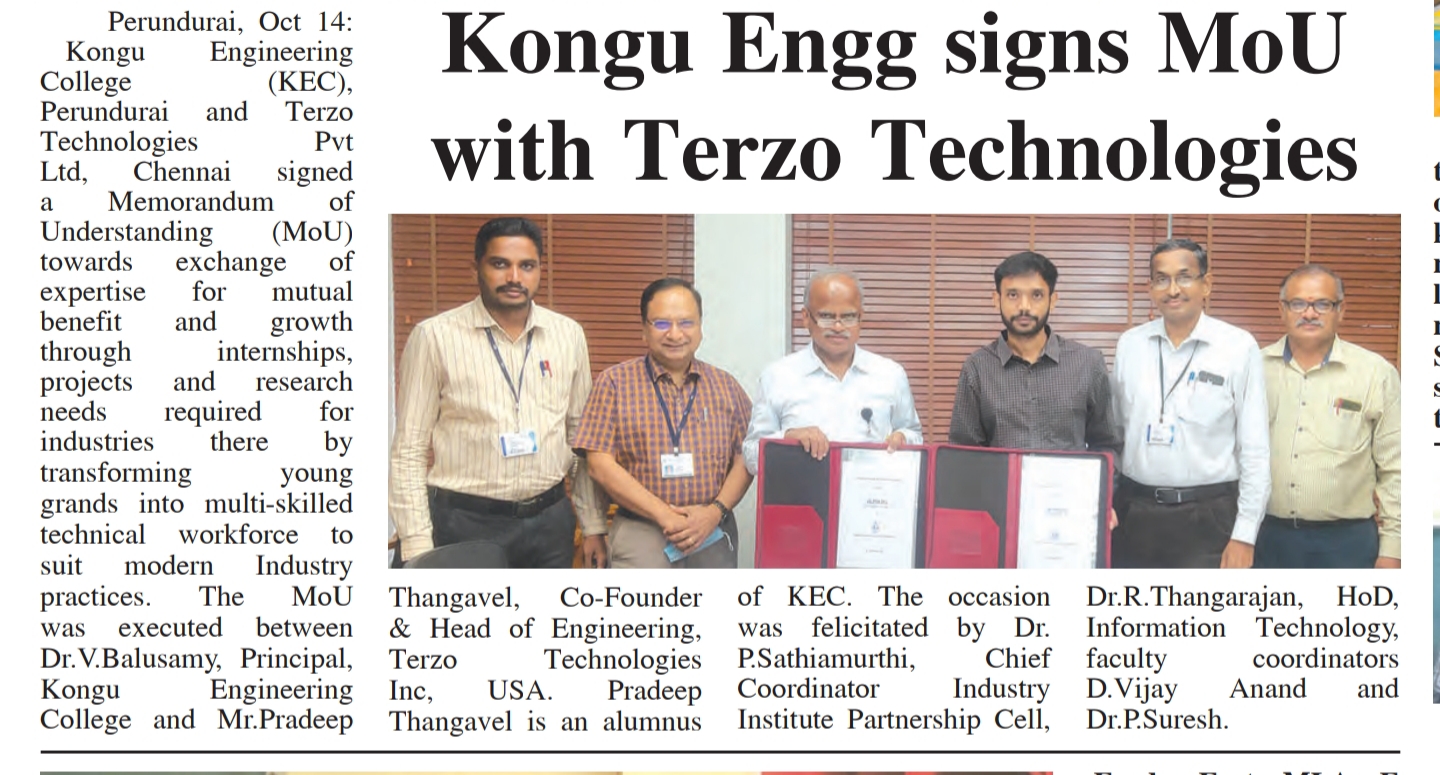 Kongu Engg signs MoU
with Terzo Technologies
Perundurai, Oct 14:
Kongu Engineering
College (KEC),
Perundurai and Terzo
Technologies Pvt
Ltd, Chennai signed
a Memorandum of
Understanding (MoU)
towards exchange of
expertise for mutual
benefit and growth
through internships,
projects and research
needs required for
industries there by
transforming young
grands into multi-skilled
technical workforce to
suit modern Industry
practices. The MoU
was executed between
Dr.V.Balusamy, Principal,
Kongu Engineering
College and Mr.Pradeep
Thangavel, Co-Founder
& Head of Engineering,
Terzo Technologies
Inc, USA. Pradeep
Thangavel is an alumnus
of KEC. The occasion
was felicitated by Dr.
P.Sathiamurthi, Chief
Coordinator Industry
Institute Partnership Cell,
Dr.R.Thangarajan, HoD,
Information Technology,
faculty coordinators
D.Vijay Anand and
Dr.P.Suresh.